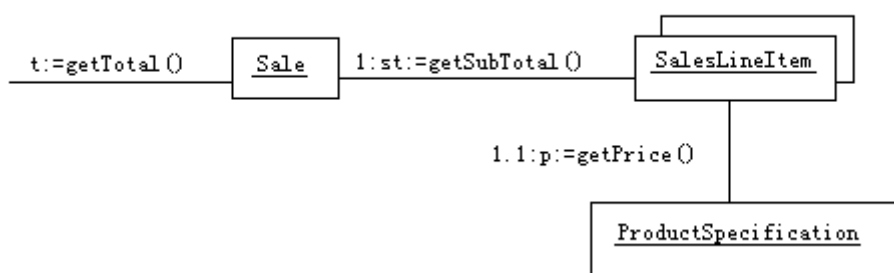 t:=getTotal()
Sale
1:st:=getSubTotal()
SalesLineItem
1.1:p:=getPrice()
ProductSpecification